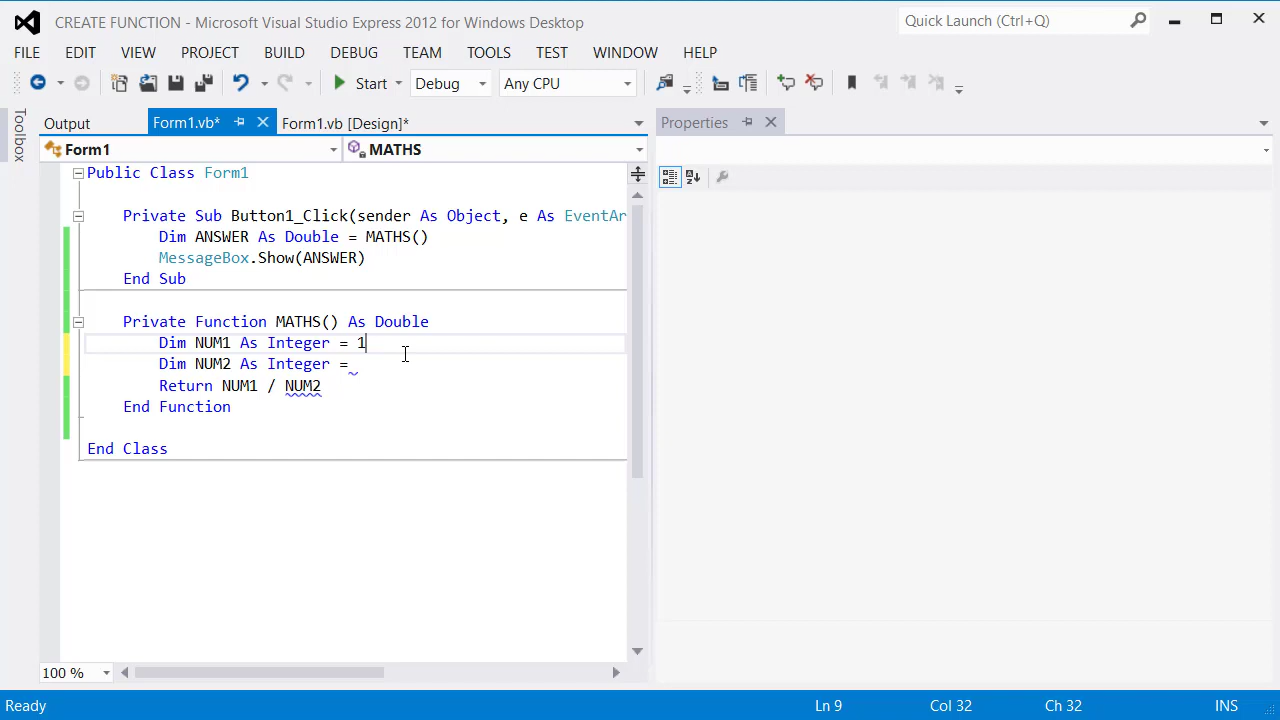 CREATE FUNCTION - Microsoft Visual Studio Express 2012 for Windows Desktop
Quick Launch (Ctrl+Q)
FILE EDIT VIEW PROJECT BUILD DEBUG TEAM TOOLS TEST WINDOW HELP
Start Debug Any CPU
Toolbox
Output Form1.vb* Form1.vb [Design]* Properties
Form1 MATHS
Public Class Form1
Private Sub Button1_Click(sender As Object, e As EventAr
Dim ANSWER As Double = MATHS()
MessageBox.Show(ANSWER)
End Sub
Private Function MATHS() As Double
Dim NUM1 As Integer = 1
Dim NUM2 As Integer =
Return NUM1 / NUM2
End Function
End Class
100 %
Ready Ln 9 Col 32 Ch 32 INS